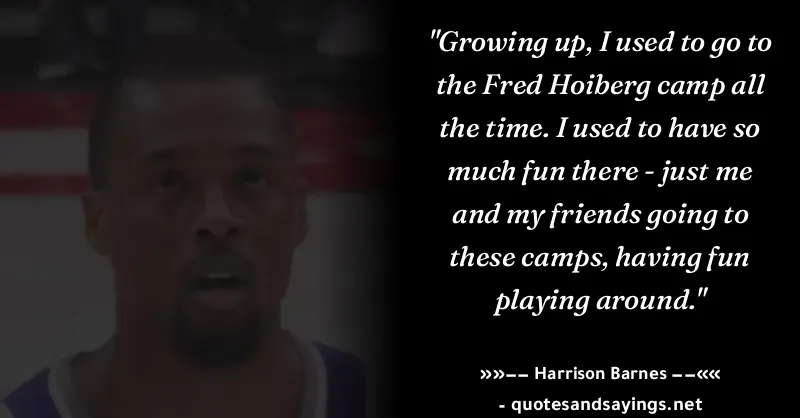 "Growing up, I used to go to
the Fred Hoiberg camp all
the time. I used to have so
much fun there - just me
and my friends going to
these camps, having fun
playing around."
»»–– Harrison Barnes ––««
- quotesandsayings.net